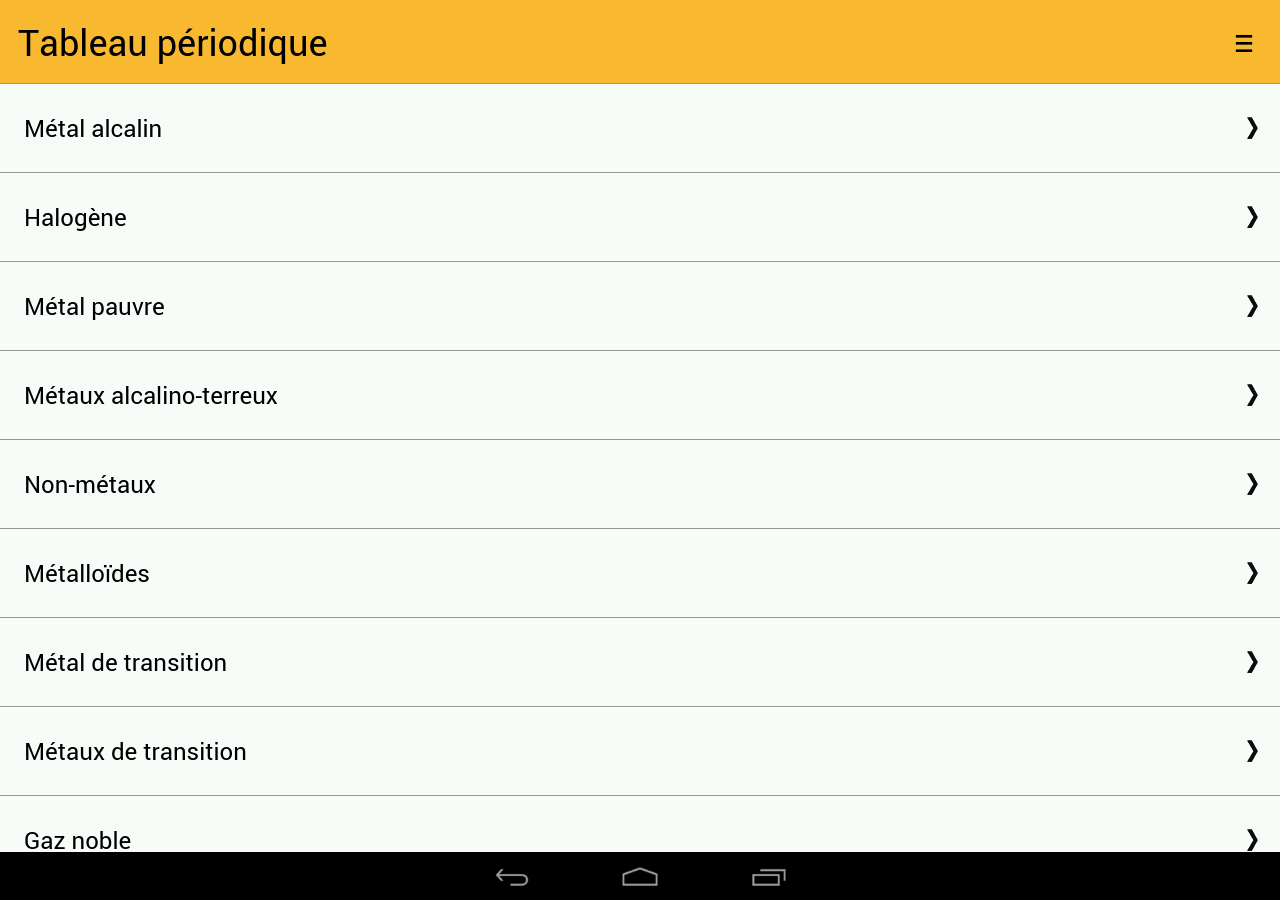 Tableau périodique
Métal alcalin
Halogène
Métal pauvre
Métaux alcalino-terreux
Non-métaux
Métalloïdes
Métal de transition
Métaux de transition
Gaz noble